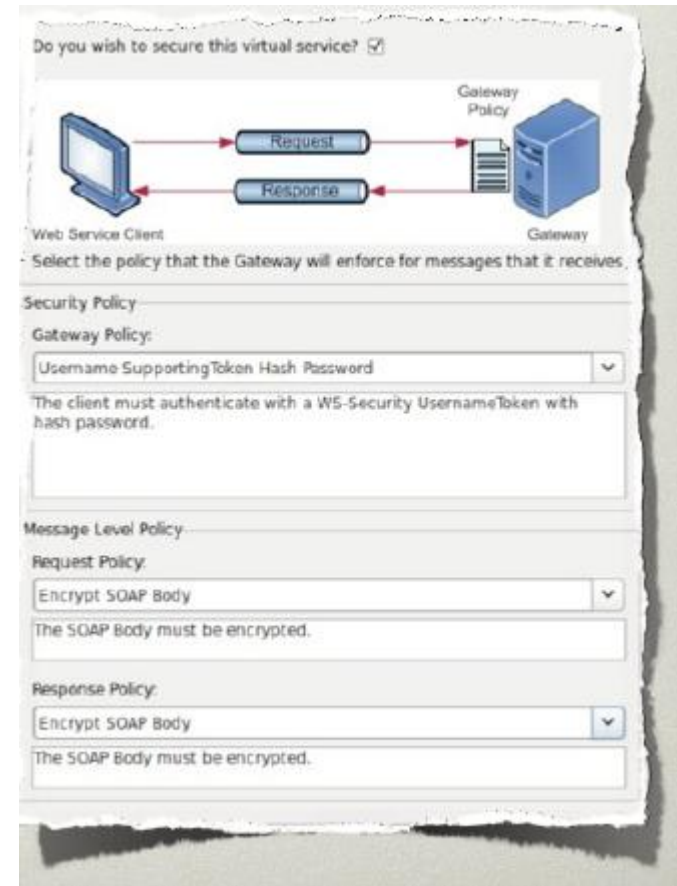 Do you wish to secure this virtual service?
Gateway
Policy
Request
Response
Web Service Client
Gateway
Select the policy that the Gateway will enforce for messages that it receives
Security Policy
Gateway Policy:
Username SupportingToken Hash Password
The client must authenticate with a WS-Security UsernameToken with
hash password.
Message Level Policy
Request Policy:
Encrypt SOAP Body
The SOAP Body must be encrypted.
Response Policy:
Encrypt SOAP Body
The SOAP Body must be encrypted.